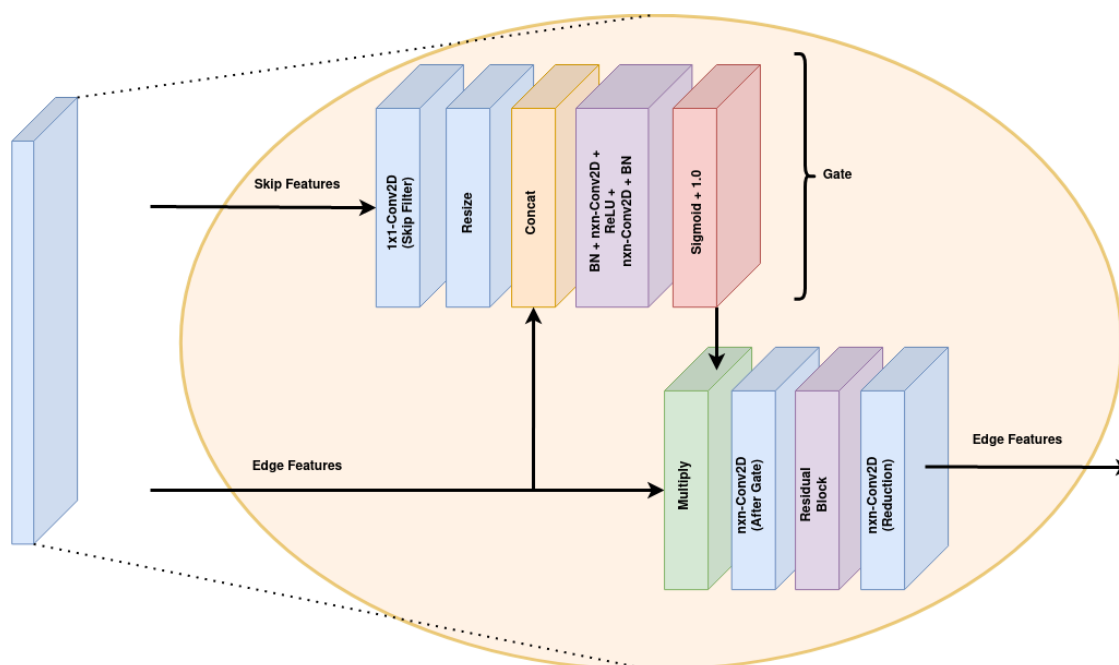 Skip Features
1x1-Conv2D
(Skip Filter)
Resize
Concat
BN + nxn-Conv2D +
ReLU +
nxn-Conv2D + BN
Sigmoid + 1.0
Gate
Edge Features
Multiply
nxn-Conv2D
(After Gate)
Residual
Block
nxn-Conv2D
(Reduction)
Edge Features